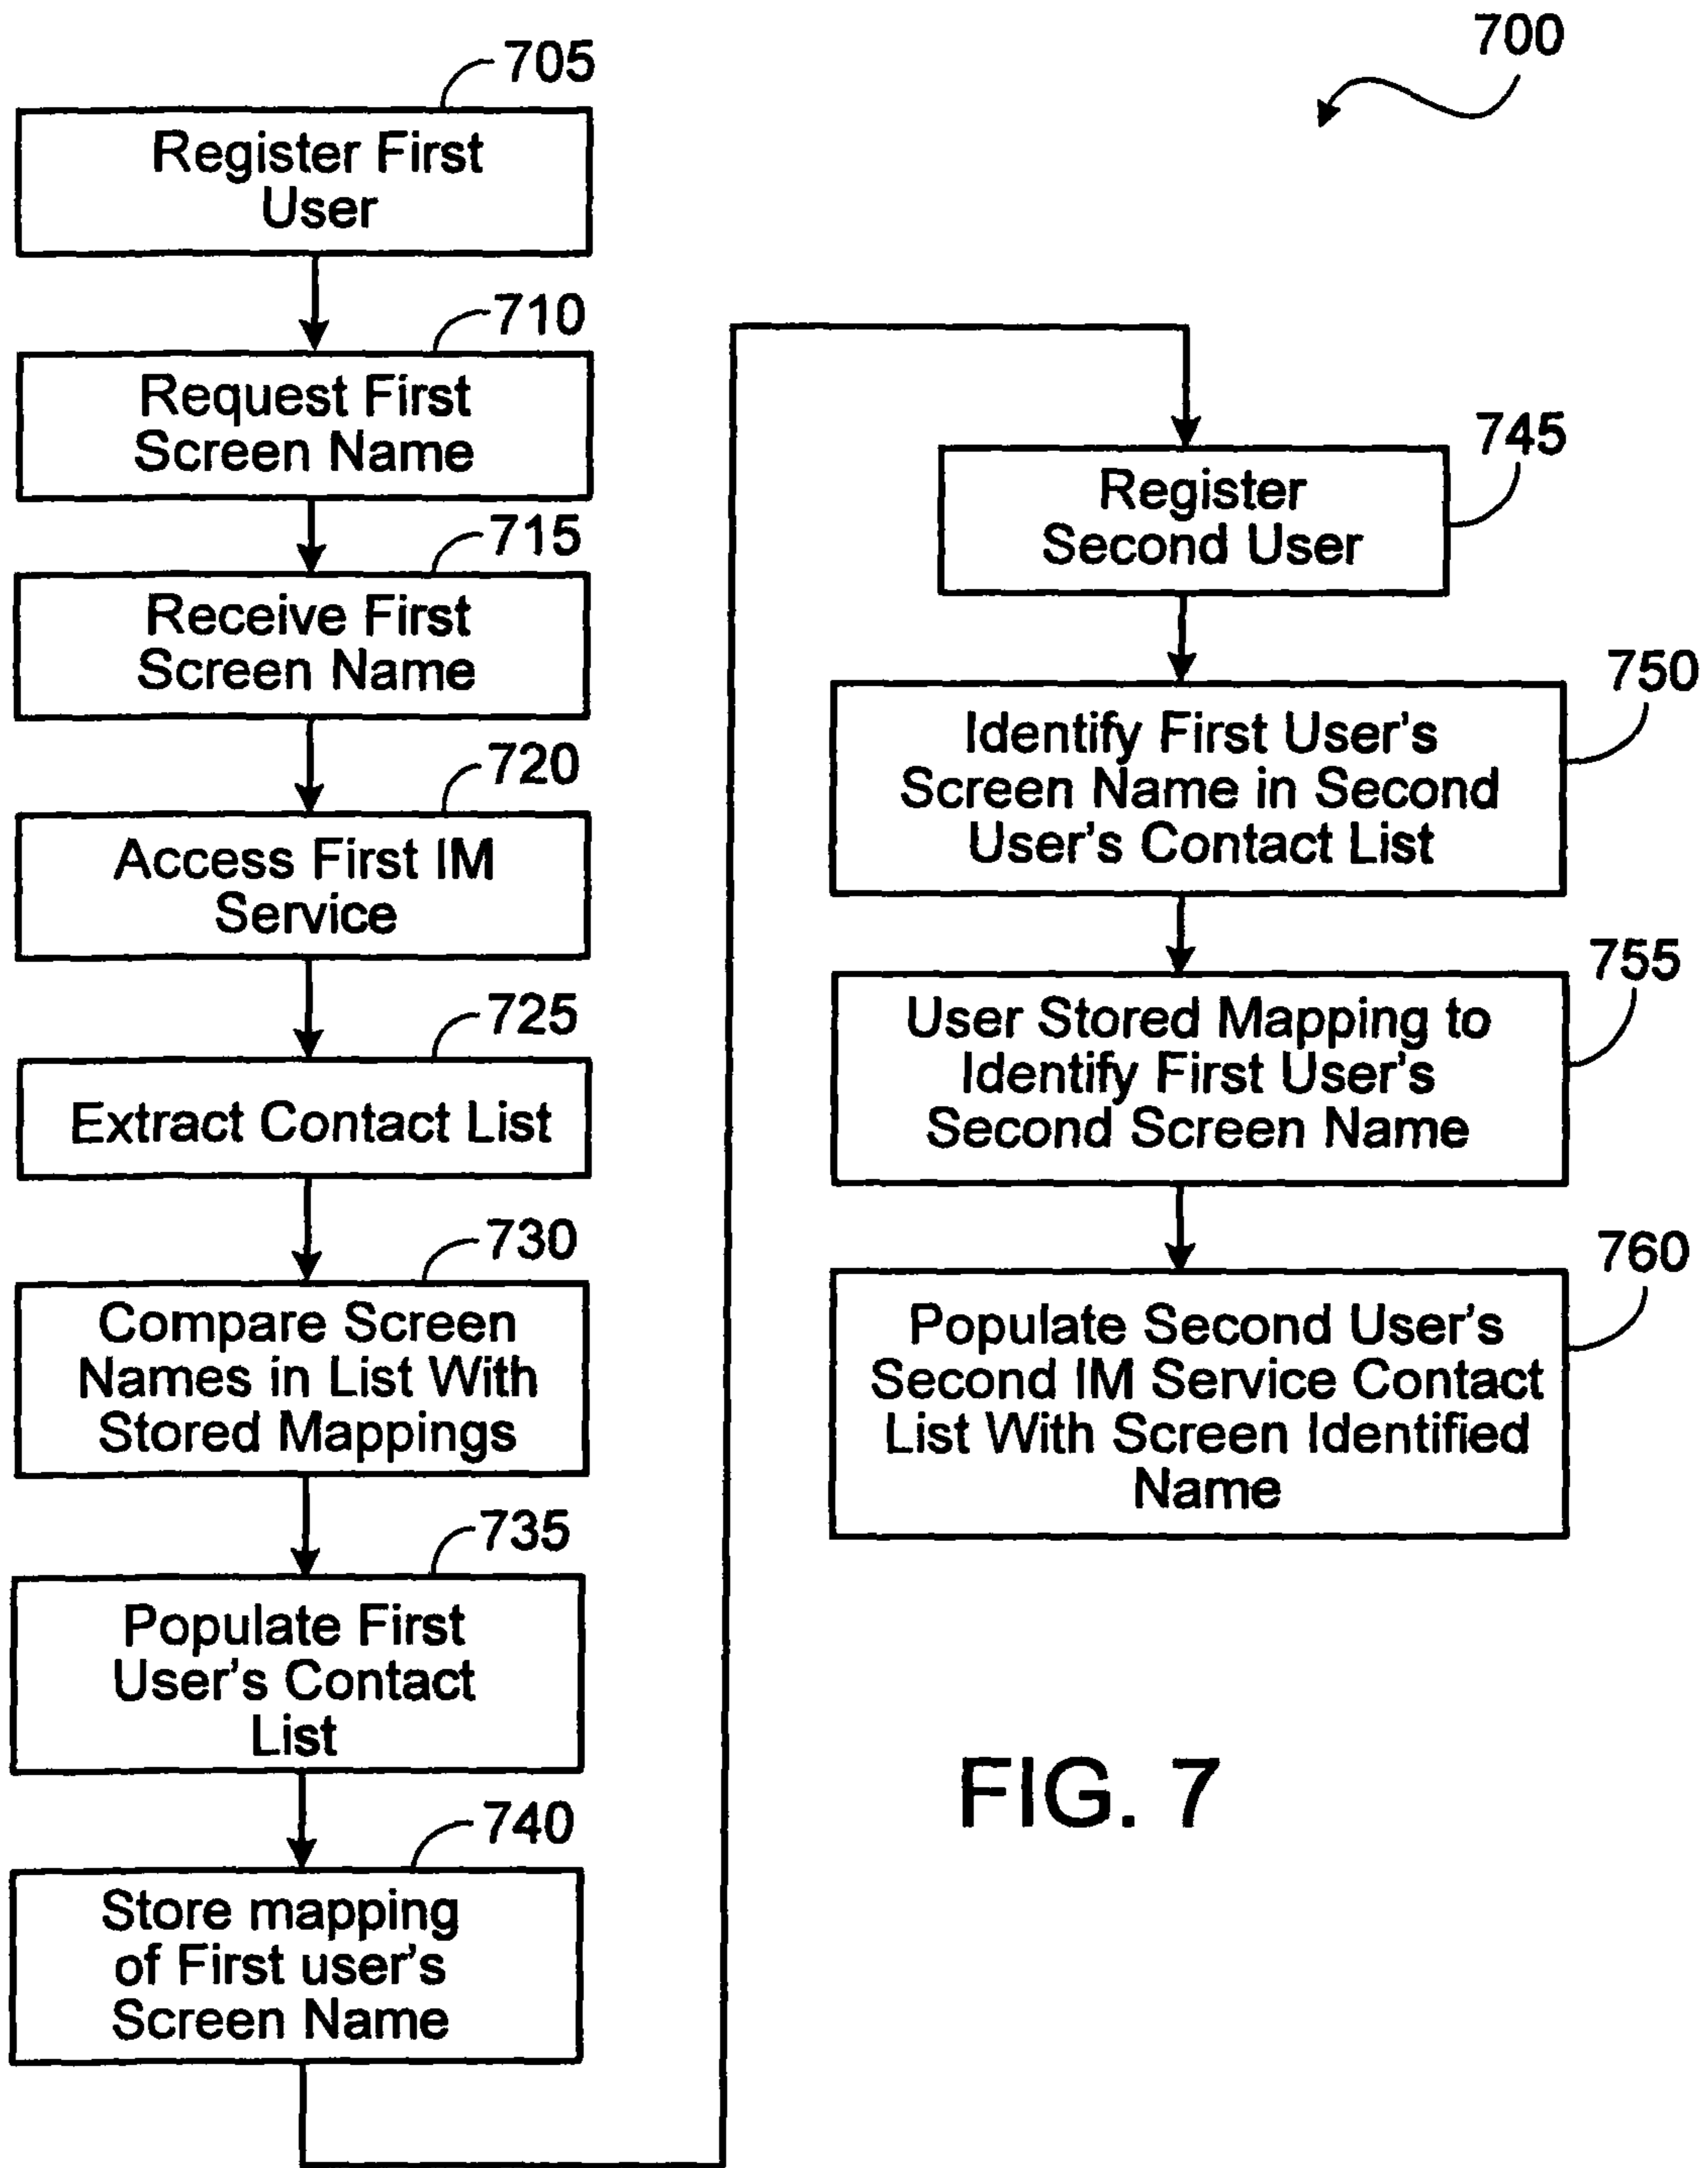 700
705
Register First
User
710
Request First
Screen Name
715
Receive First
Screen Name
720
Access First IM
Service
725
Extract Contact List
730
Compare Screen
Names in List With
Stored Mappings
735
Populate First
User's Contact
List
740
Store mapping
of First user's
Screen Name
745
Register
Second User
750
Identify First User's
Screen Name in Second
User's Contact List
755
User Stored Mapping to
Identify First User's
Second Screen Name
760
Populate Second User's
Second IM Service Contact
List With Screen Identified
Name
FIG. 7